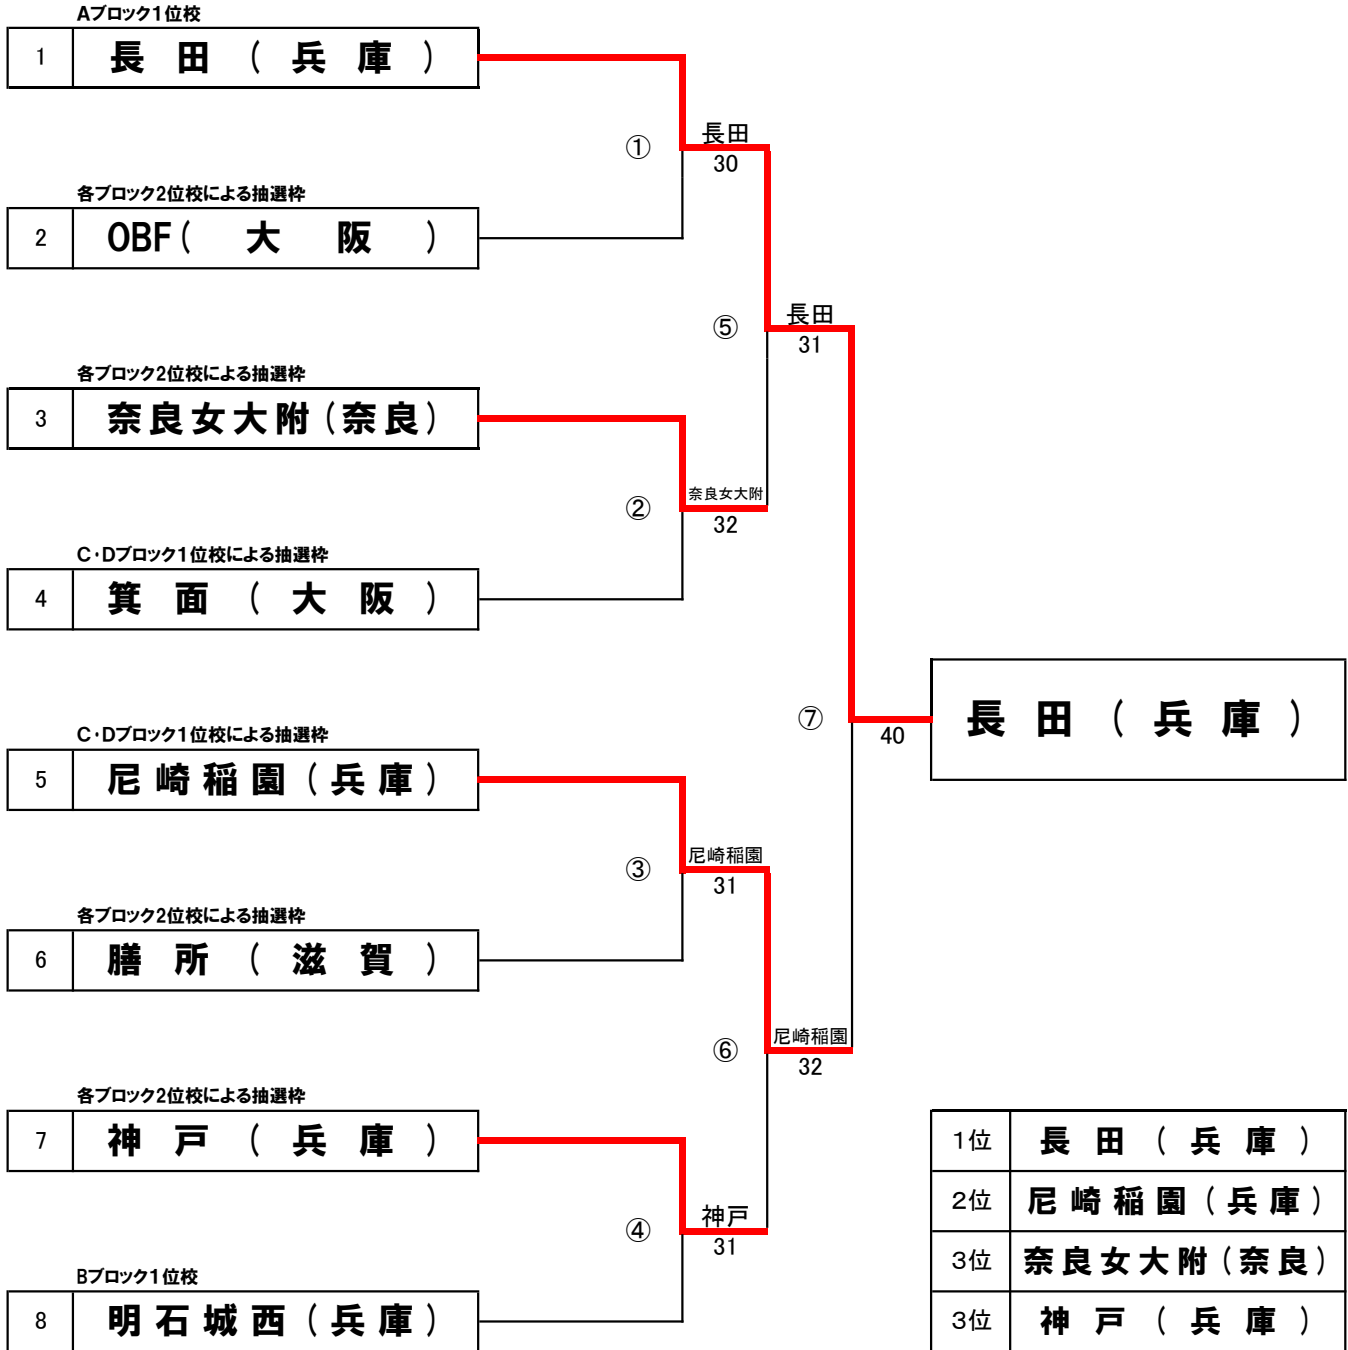 Aブロック1位校
1 長田(兵庫)
① 長田
30
各ブロック2位校による抽選枠
2 OBF(大阪)
⑤ 長田
31
各ブロック2位校による抽選枠
3 奈良女大附(奈良)
② 奈良女大附
32
C・Dブロック1位校による抽選枠
4 箕面(大阪)
⑦ 40 長田(兵庫)
C・Dブロック1位校による抽選枠
5 尼崎稲園(兵庫)
③ 尼崎稲園
31
各ブロック2位校による抽選枠
6 膳所(滋賀)
⑥ 尼崎稲園
32
各ブロック2位校による抽選枠
7 神戸(兵庫)
④ 神戸
31
Bブロック1位校
8 明石城西(兵庫)
1位 長田(兵庫)
2位 尼崎稲園(兵庫)
3位 奈良女大附(奈良)
3位 神戸(兵庫)